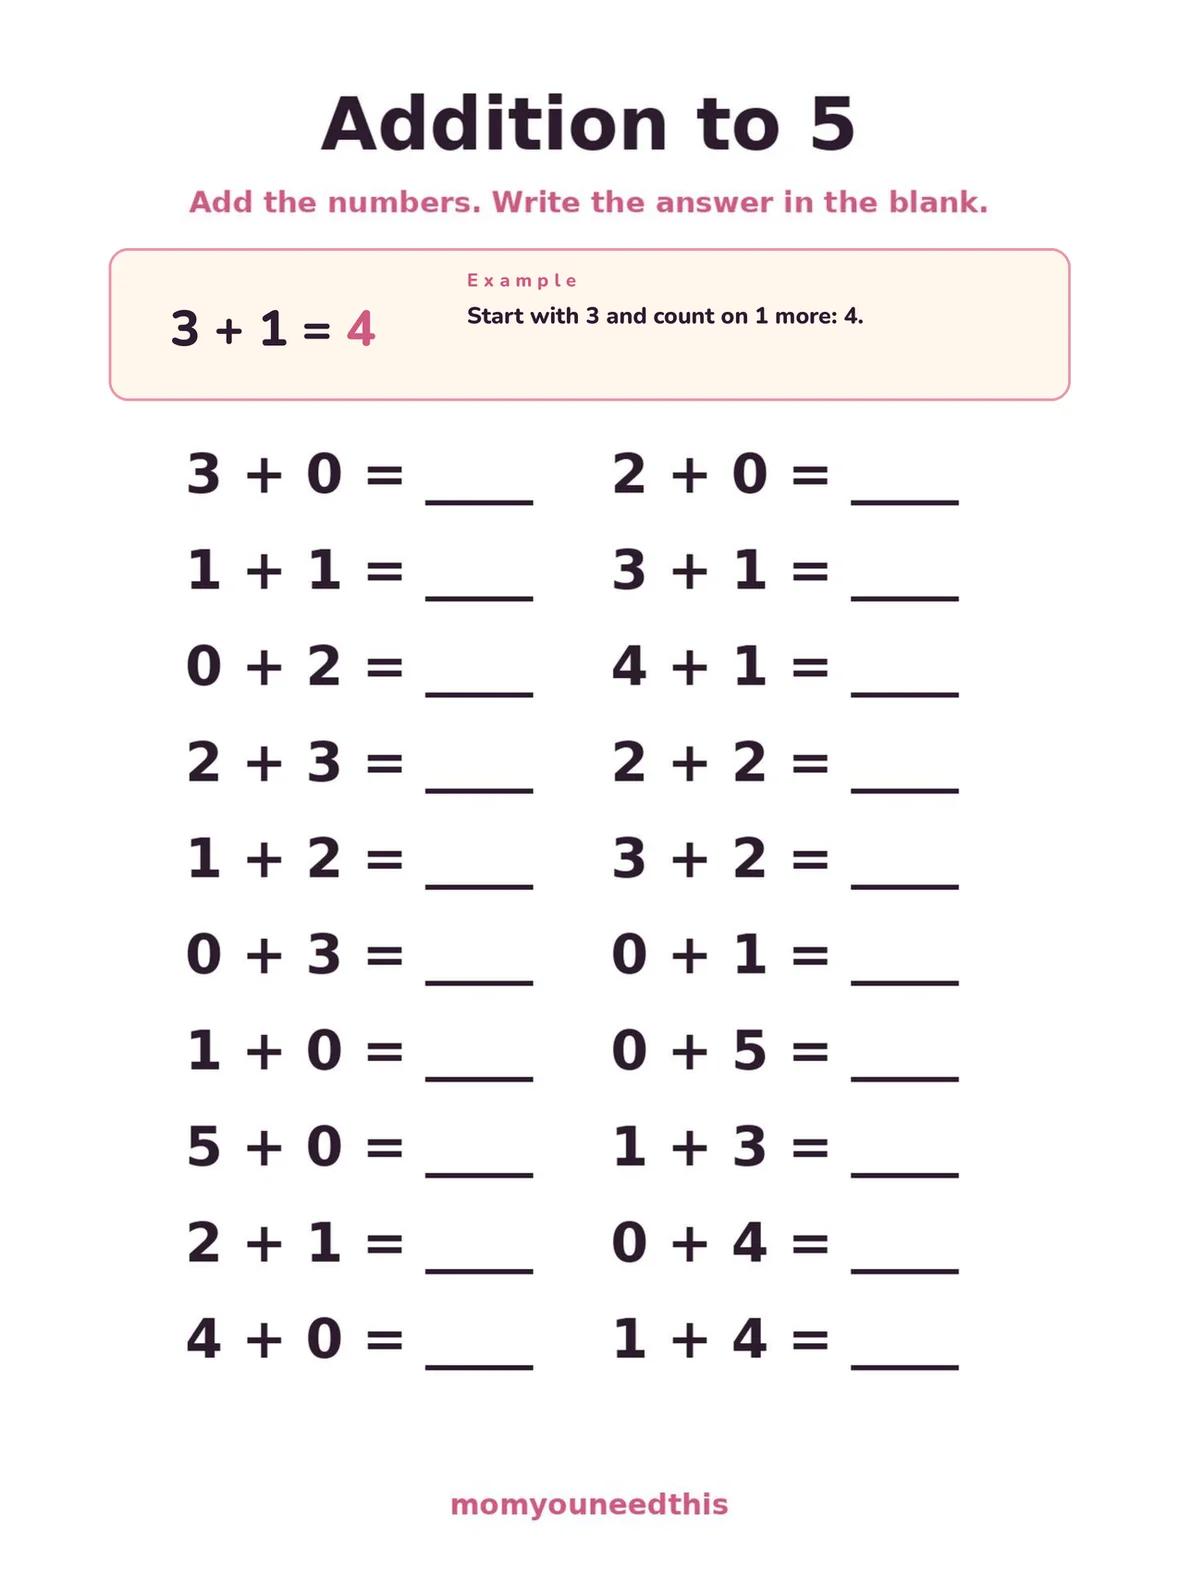 Addition to 5
Add the numbers. Write the answer in the blank.
Example
3 + 1 = 4
Start with 3 and count on 1 more: 4.
3 + 0 = ____ 2 + 0 = ____
1 + 1 = ____ 3 + 1 = ____
0 + 2 = ____ 4 + 1 = ____
2 + 3 = ____ 2 + 2 = ____
1 + 2 = ____ 3 + 2 = ____
0 + 3 = ____ 0 + 1 = ____
1 + 0 = ____ 0 + 5 = ____
5 + 0 = ____ 1 + 3 = ____
2 + 1 = ____ 0 + 4 = ____
4 + 0 = ____ 1 + 4 = ____
momyouneedthis